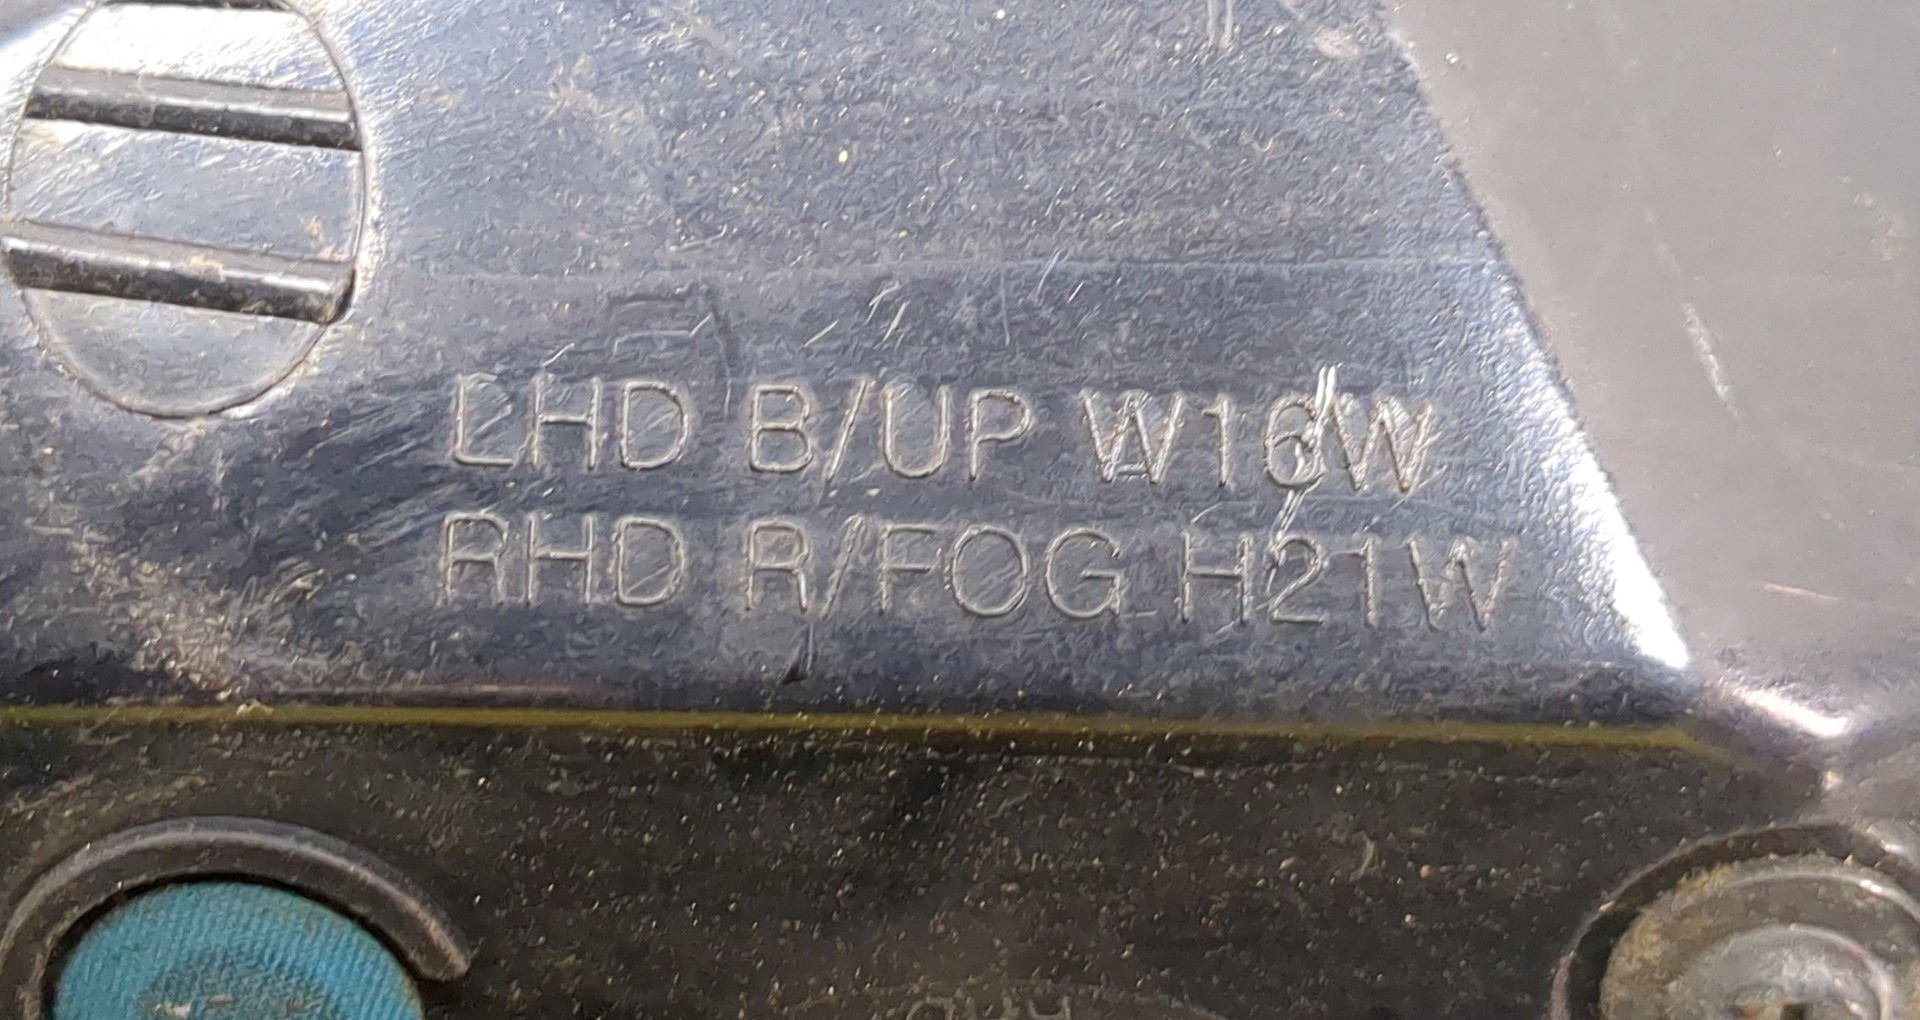 LHD B/UP W16W
RHD R/FOG H21W